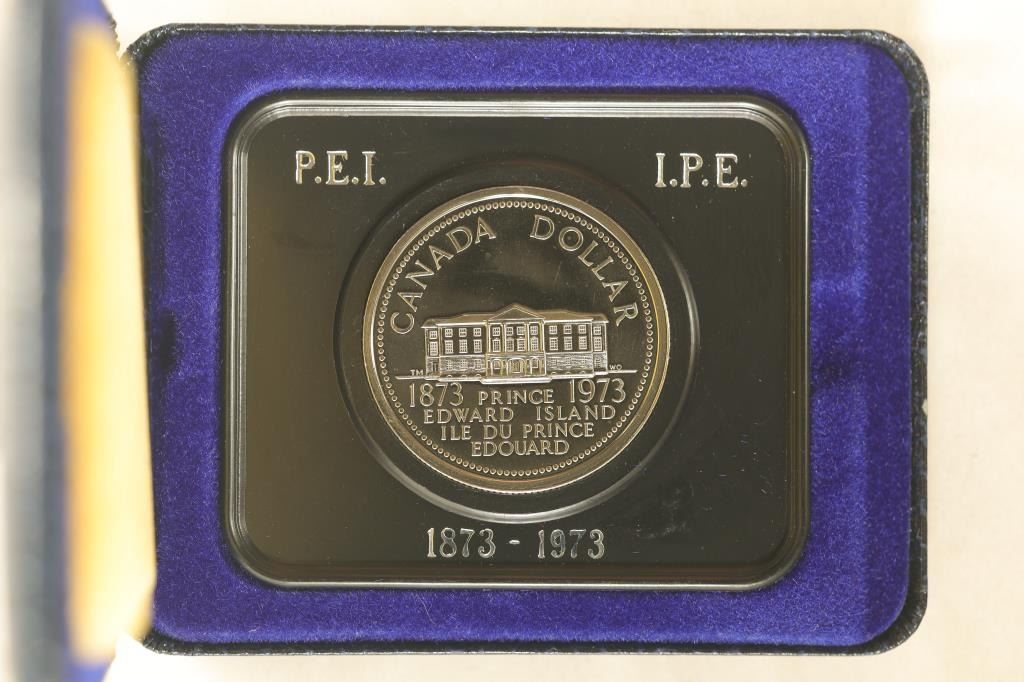 P.E.I. I.P.E.
CANADA DOLLAR
TM WO
1873 PRINCE 1973
EDWARD ISLAND
ILE DU PRINCE
EDOUARD
1873 - 1973